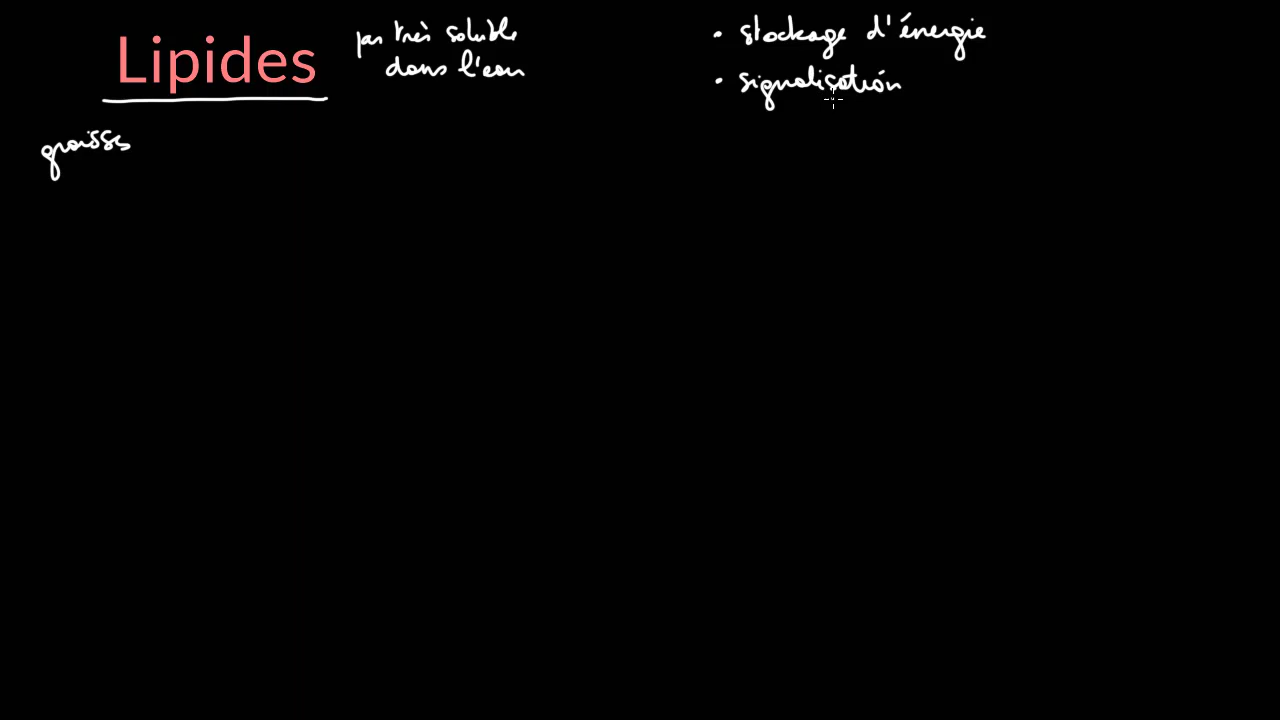 Lipides
pas très soluble
dans l'eau
• stockage d'énergie
• signalisation
graisses